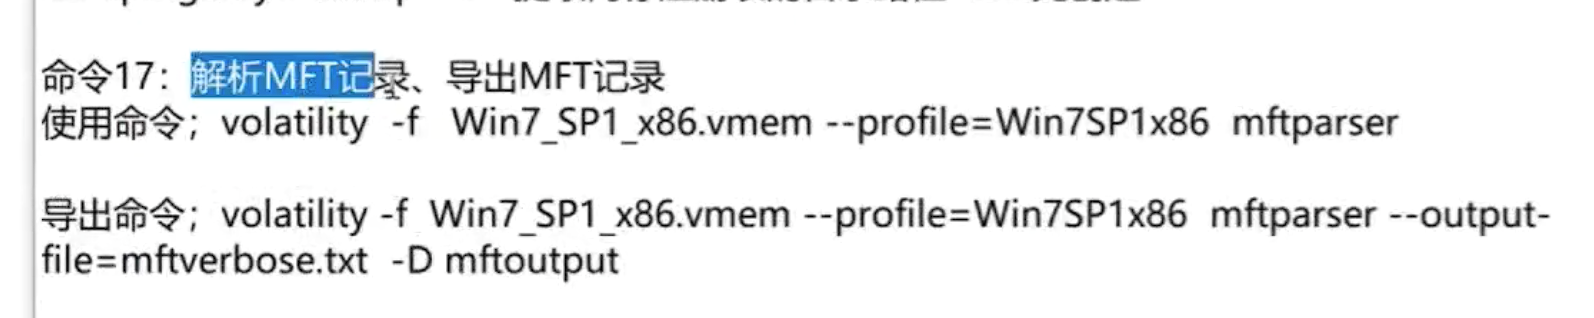 命令17：解析MFT记录、导出MFT记录
使用命令；volatility -f Win7_SP1_x86.vmem --profile=Win7SP1x86 mftparser
导出命令；volatility -f Win7_SP1_x86.vmem --profile=Win7SP1x86 mftparser --output-
file=mftverbose.txt -D mftoutput